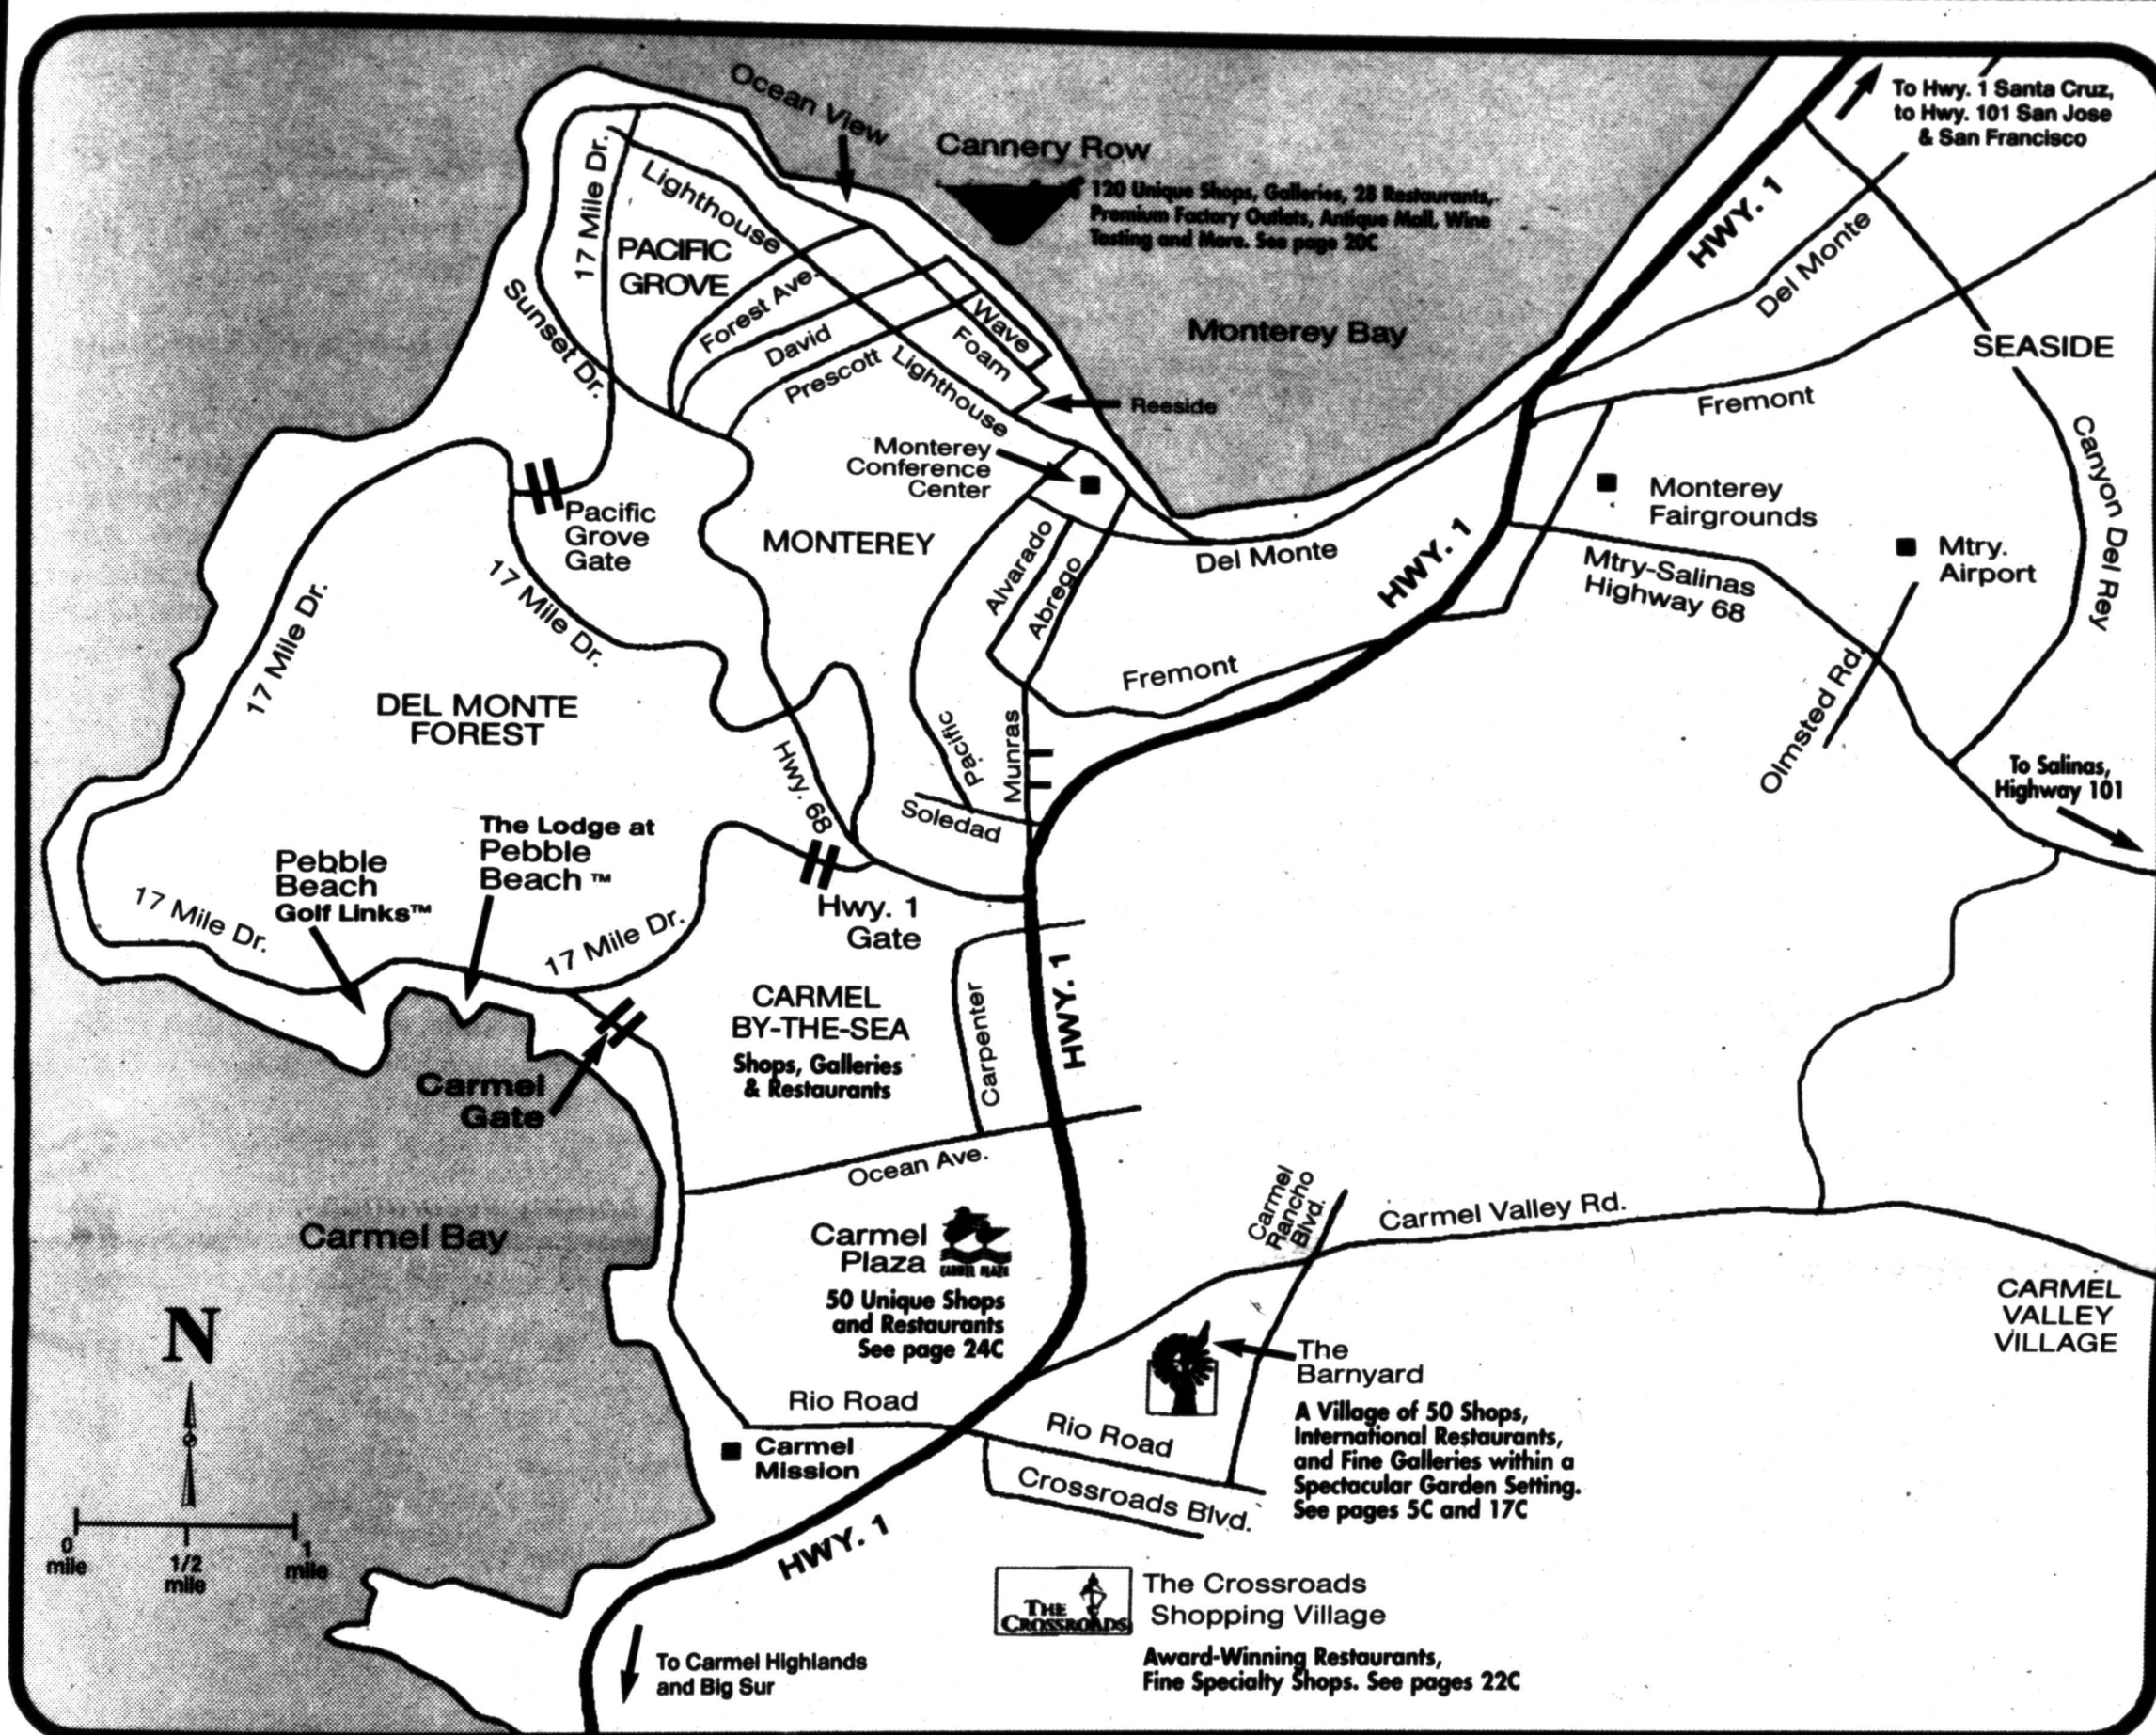 To Hwy. 1 Santa Cruz,
to Hwy. 101 San Jose
& San Francisco
Ocean View
Cannery Row
120 Unique Shops, Galleries, 28 Restaurants,
Premium Factory Outlets, Antique Mall, Wine
Tasting and More. See page 20C
HWY. 1
Del Monte
17 Mile Dr.
Lighthouse
PACIFIC
GROVE
Sunset Dr.
Forest Ave.
David
Prescott
Lighthouse
Wave
Foam
Monterey Bay
SEASIDE
Reeside
Fremont
Canyon Del Rey
Monterey
Conference
Center
Monterey
Fairgrounds
Pacific
Grove
Gate
MONTEREY
Alvarado
Abrego
Del Monte
HWY. 1
Mtry-Salinas
Highway 68
Mtry.
Airport
17 Mile Dr.
17 Mile Dr.
Fremont
Olmsted Rd.
DEL MONTE
FOREST
Hwy. 68
Pacific
Munras
Soledad
To Salinas,
Highway 101
The Lodge at
Pebble
Beach ™
Pebble
Beach
Golf Links™
17 Mile Dr.
17 Mile Dr.
Hwy. 1
Gate
CARMEL
BY-THE-SEA
Shops, Galleries
& Restaurants
Carpenter
HWY. 1
Carmel
Gate
Ocean Ave.
Carmel Bay
Carmel
Plaza
CARMEL PLAZA
50 Unique Shops
and Restaurants
See page 24C
Carmel
Rancho
Blvd.
Carmel Valley Rd.
CARMEL
VALLEY
VILLAGE
N
The
Barnyard
A Village of 50 Shops,
International Restaurants,
and Fine Galleries within a
Spectacular Garden Setting.
See pages 5C and 17C
Rio Road
Rio Road
Carmel
Mission
Crossroads Blvd.
0
mile
1/2
mile
1
mile
HWY. 1
THE
CROSSROADS
The Crossroads
Shopping Village
Award-Winning Restaurants,
Fine Specialty Shops. See pages 22C
To Carmel Highlands
and Big Sur